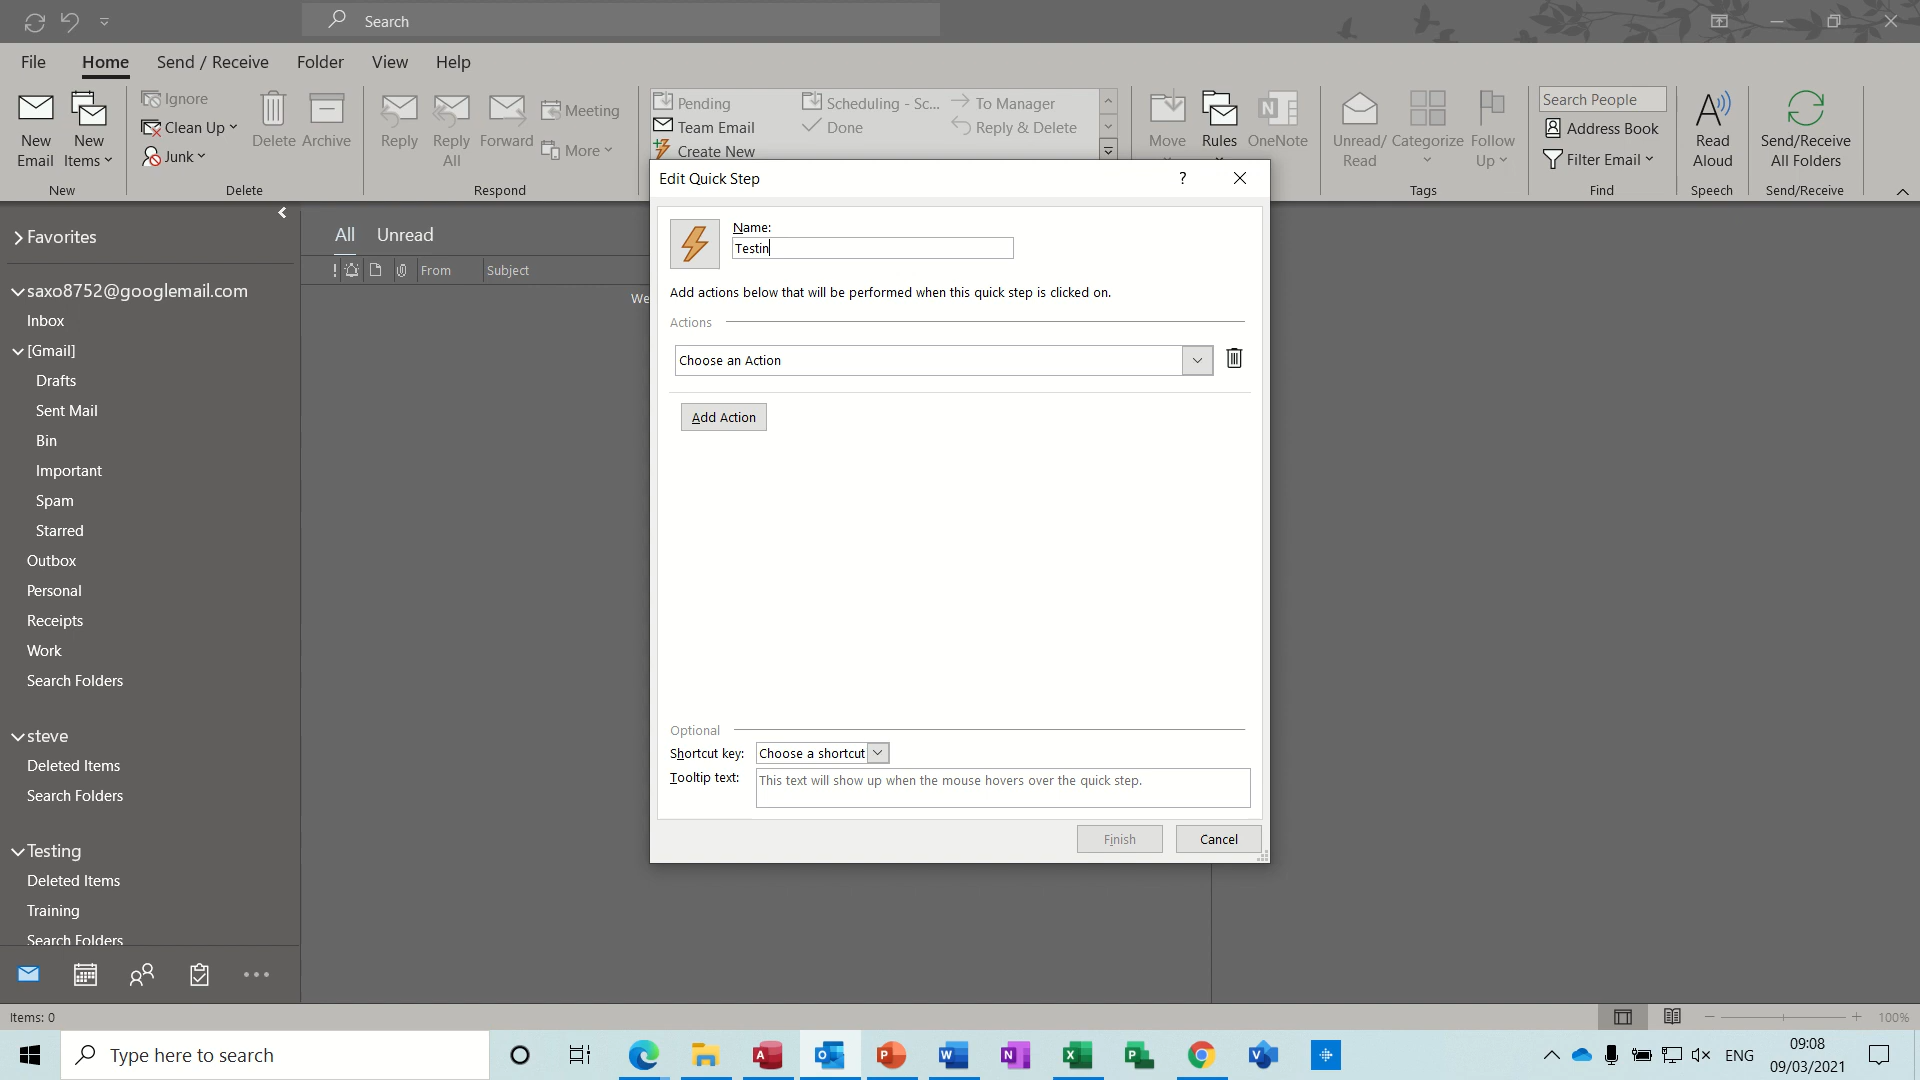 Search
File
Home
Send / Receive
Folder
View
Help
New Email
New Items
Ignore
Clean Up
Junk
Delete
Archive
Reply
Reply All
Forward
Meeting
More
Pending
Team Email
Create New
Scheduling - Sc...
Done
To Manager
Reply & Delete
Move
Rules
OneNote
Unread/ Read
Categorize
Follow Up
Search People
Address Book
Filter Email
Read Aloud
Send/Receive All Folders
New
Delete
Respond
Tags
Find
Speech
Send/Receive
Favorites
saxo8752@googlemail.com
Inbox
[Gmail]
Drafts
Sent Mail
Bin
Important
Spam
Starred
Outbox
Personal
Receipts
Work
Search Folders
steve
Deleted Items
Search Folders
Testing
Deleted Items
Training
Search Folders
All
Unread
From
Subject
We
Edit Quick Step
?
Name:
Testin
Add actions below that will be performed when this quick step is clicked on.
Actions
Choose an Action
Add Action
Optional
Shortcut key:
Choose a shortcut
Tooltip text:
This text will show up when the mouse hovers over the quick step.
Finish
Cancel
Items: 0
100%
Type here to search
ENG
09:08
09/03/2021